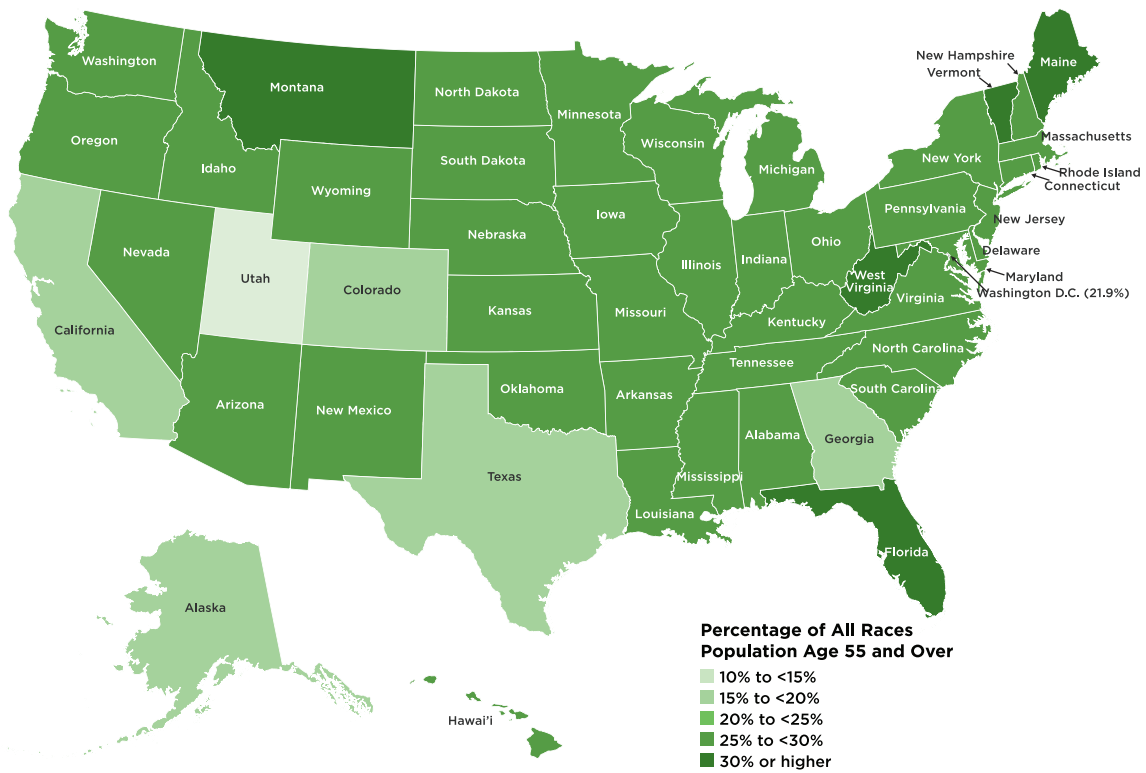 New Hampshire
Vermont
Maine
Washington
Montana
North Dakota
Minnesota
Oregon
Idaho
South Dakota
Wisconsin
Michigan
New York
Massachusetts
Rhode Island
Connecticut
Wyoming
Iowa
Pennsylvania
New Jersey
Nebraska
Nevada
Utah
Colorado
Illinois
Indiana
Ohio
Delaware
Maryland
Washington D.C. (21.9%)
West
Virginia
Virginia
California
Kansas
Missouri
Kentucky
North Carolina
Tennessee
Arizona
New Mexico
Oklahoma
Arkansas
South Carolina
Texas
Louisiana
Mississippi
Alabama
Georgia
Florida
Alaska
Hawai'i
Percentage of All Races
Population Age 55 and Over
10% to <15%
15% to <20%
20% to <25%
25% to <30%
30% or higher